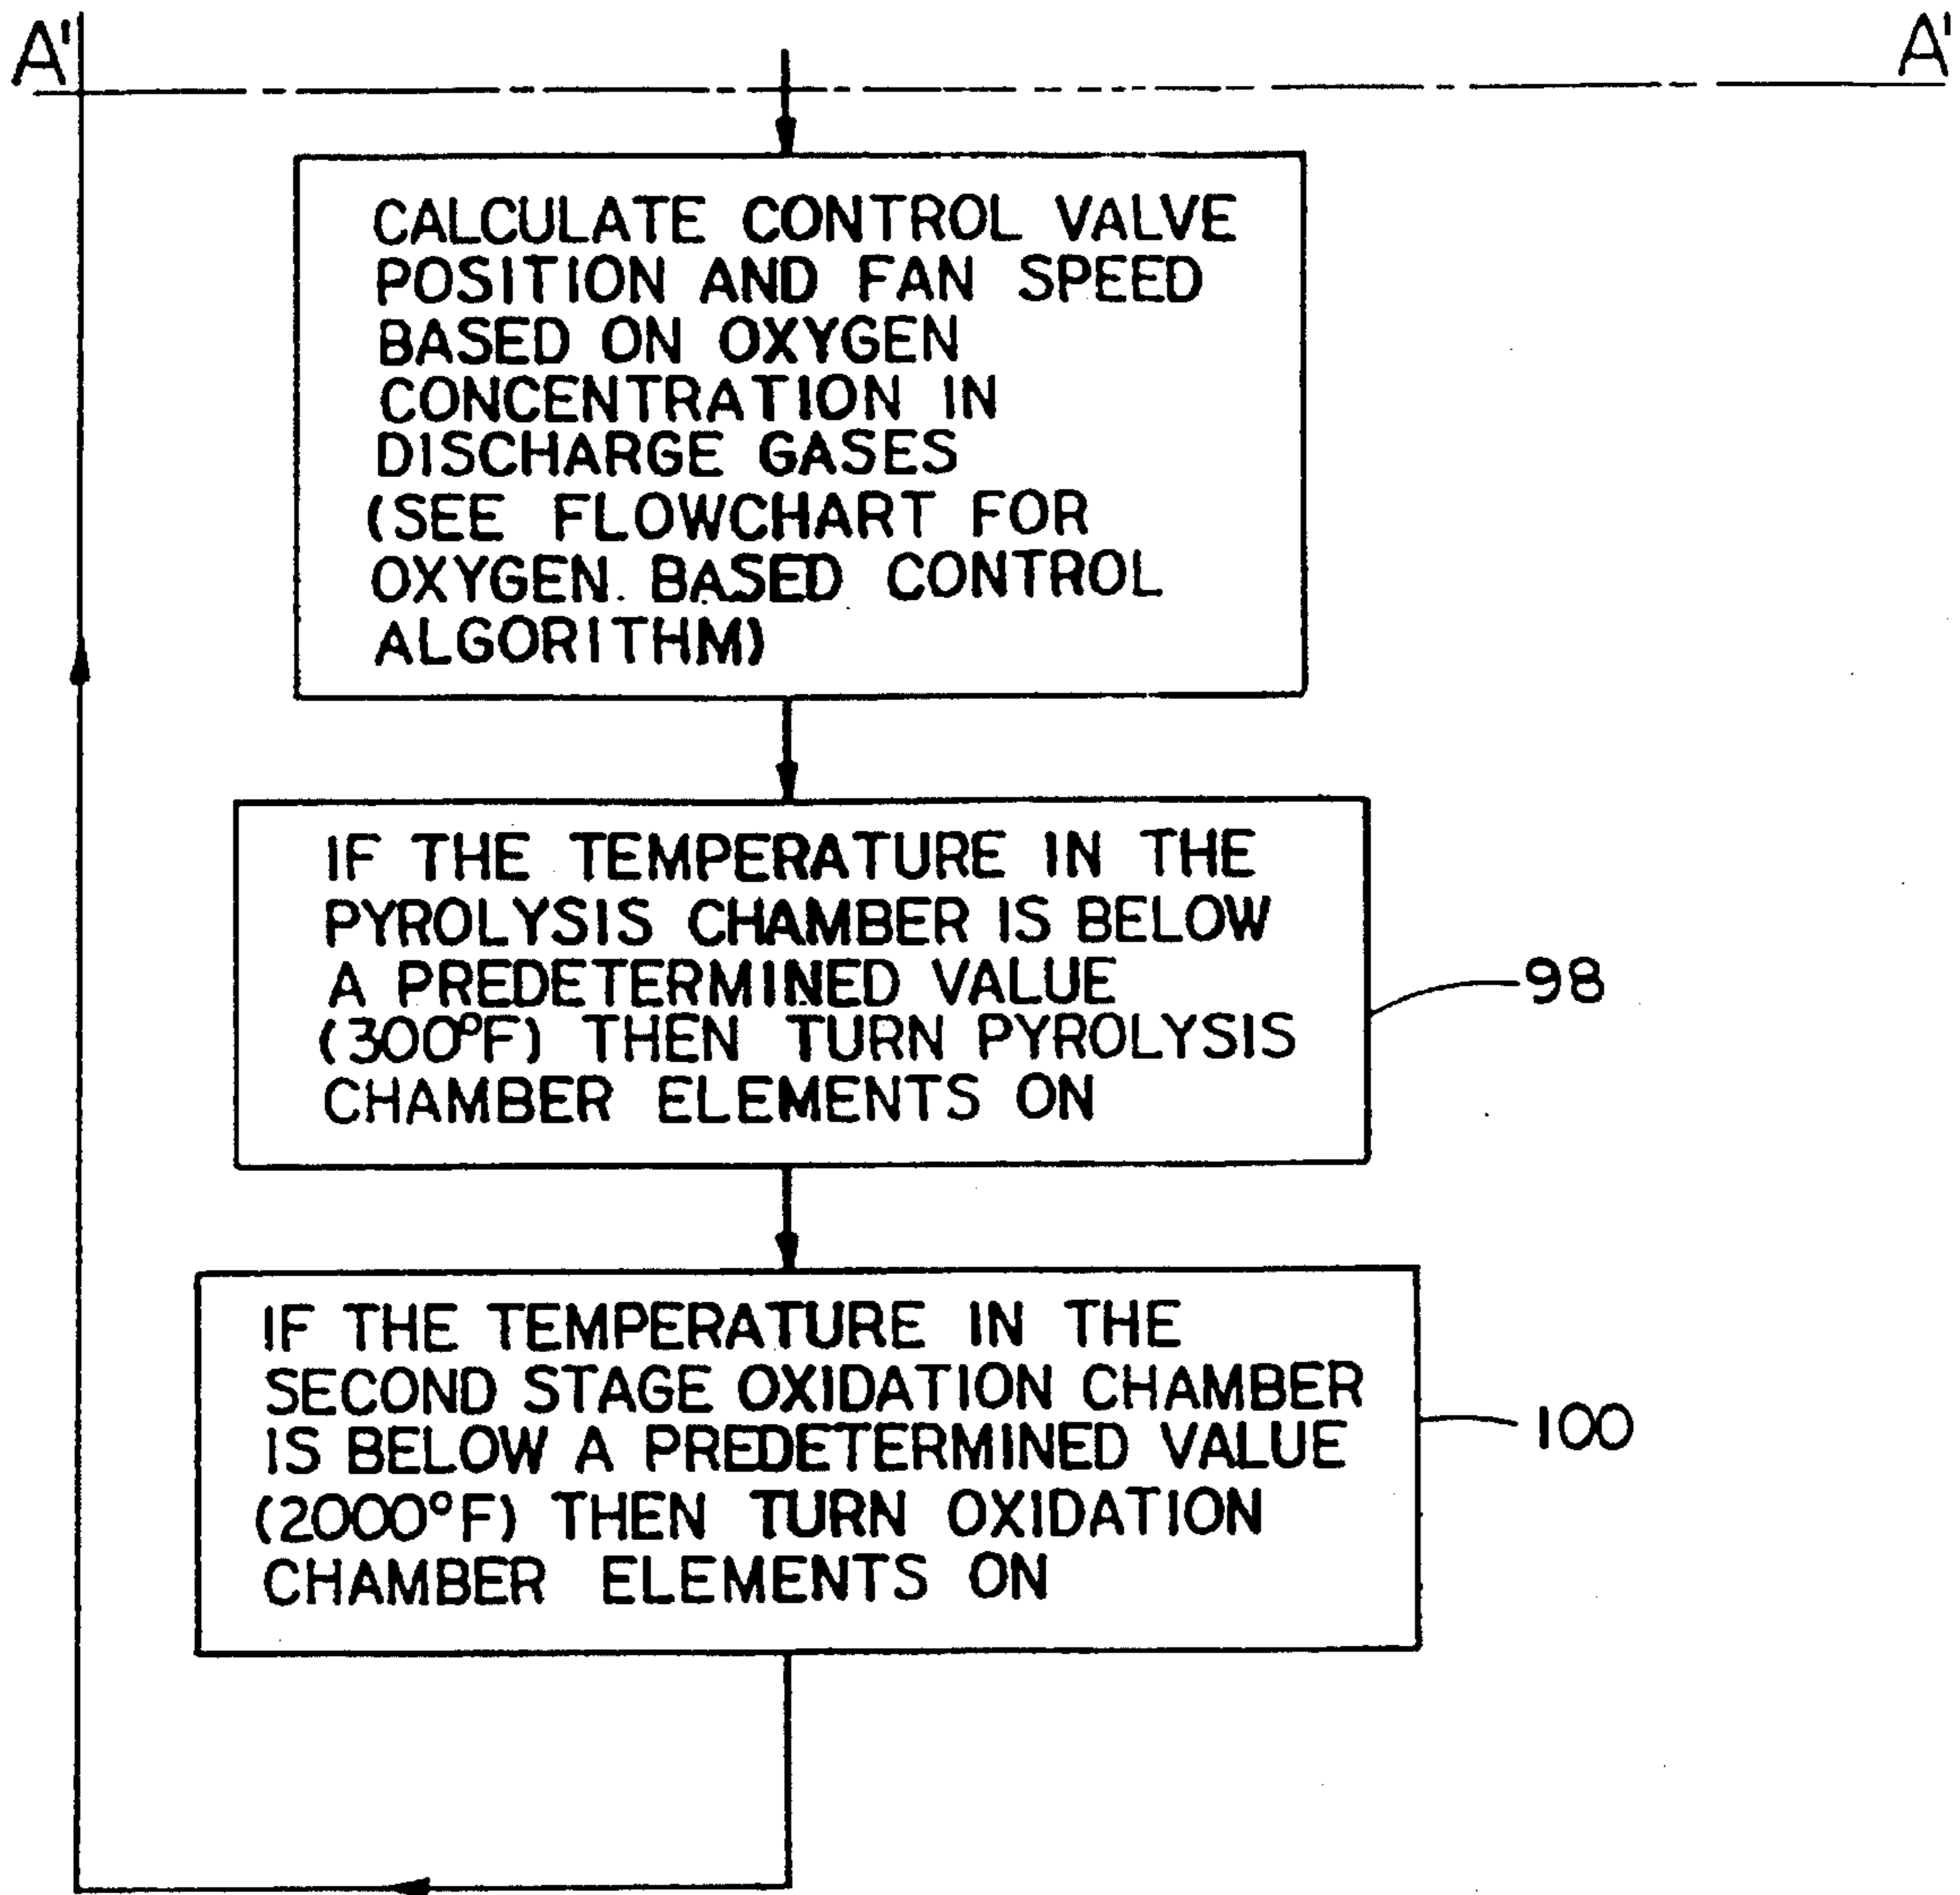 A' A'
CALCULATE CONTROL VALVE
POSITION AND FAN SPEED
BASED ON OXYGEN
CONCENTRATION IN
DISCHARGE GASES
(SEE FLOWCHART FOR
OXYGEN BASED CONTROL
ALGORITHM)
IF THE TEMPERATURE IN THE
PYROLYSIS CHAMBER IS BELOW
A PREDETERMINED VALUE
(300°F) THEN TURN PYROLYSIS
CHAMBER ELEMENTS ON
98
IF THE TEMPERATURE IN THE
SECOND STAGE OXIDATION CHAMBER
IS BELOW A PREDETERMINED VALUE
(2000°F) THEN TURN OXIDATION
CHAMBER ELEMENTS ON
100